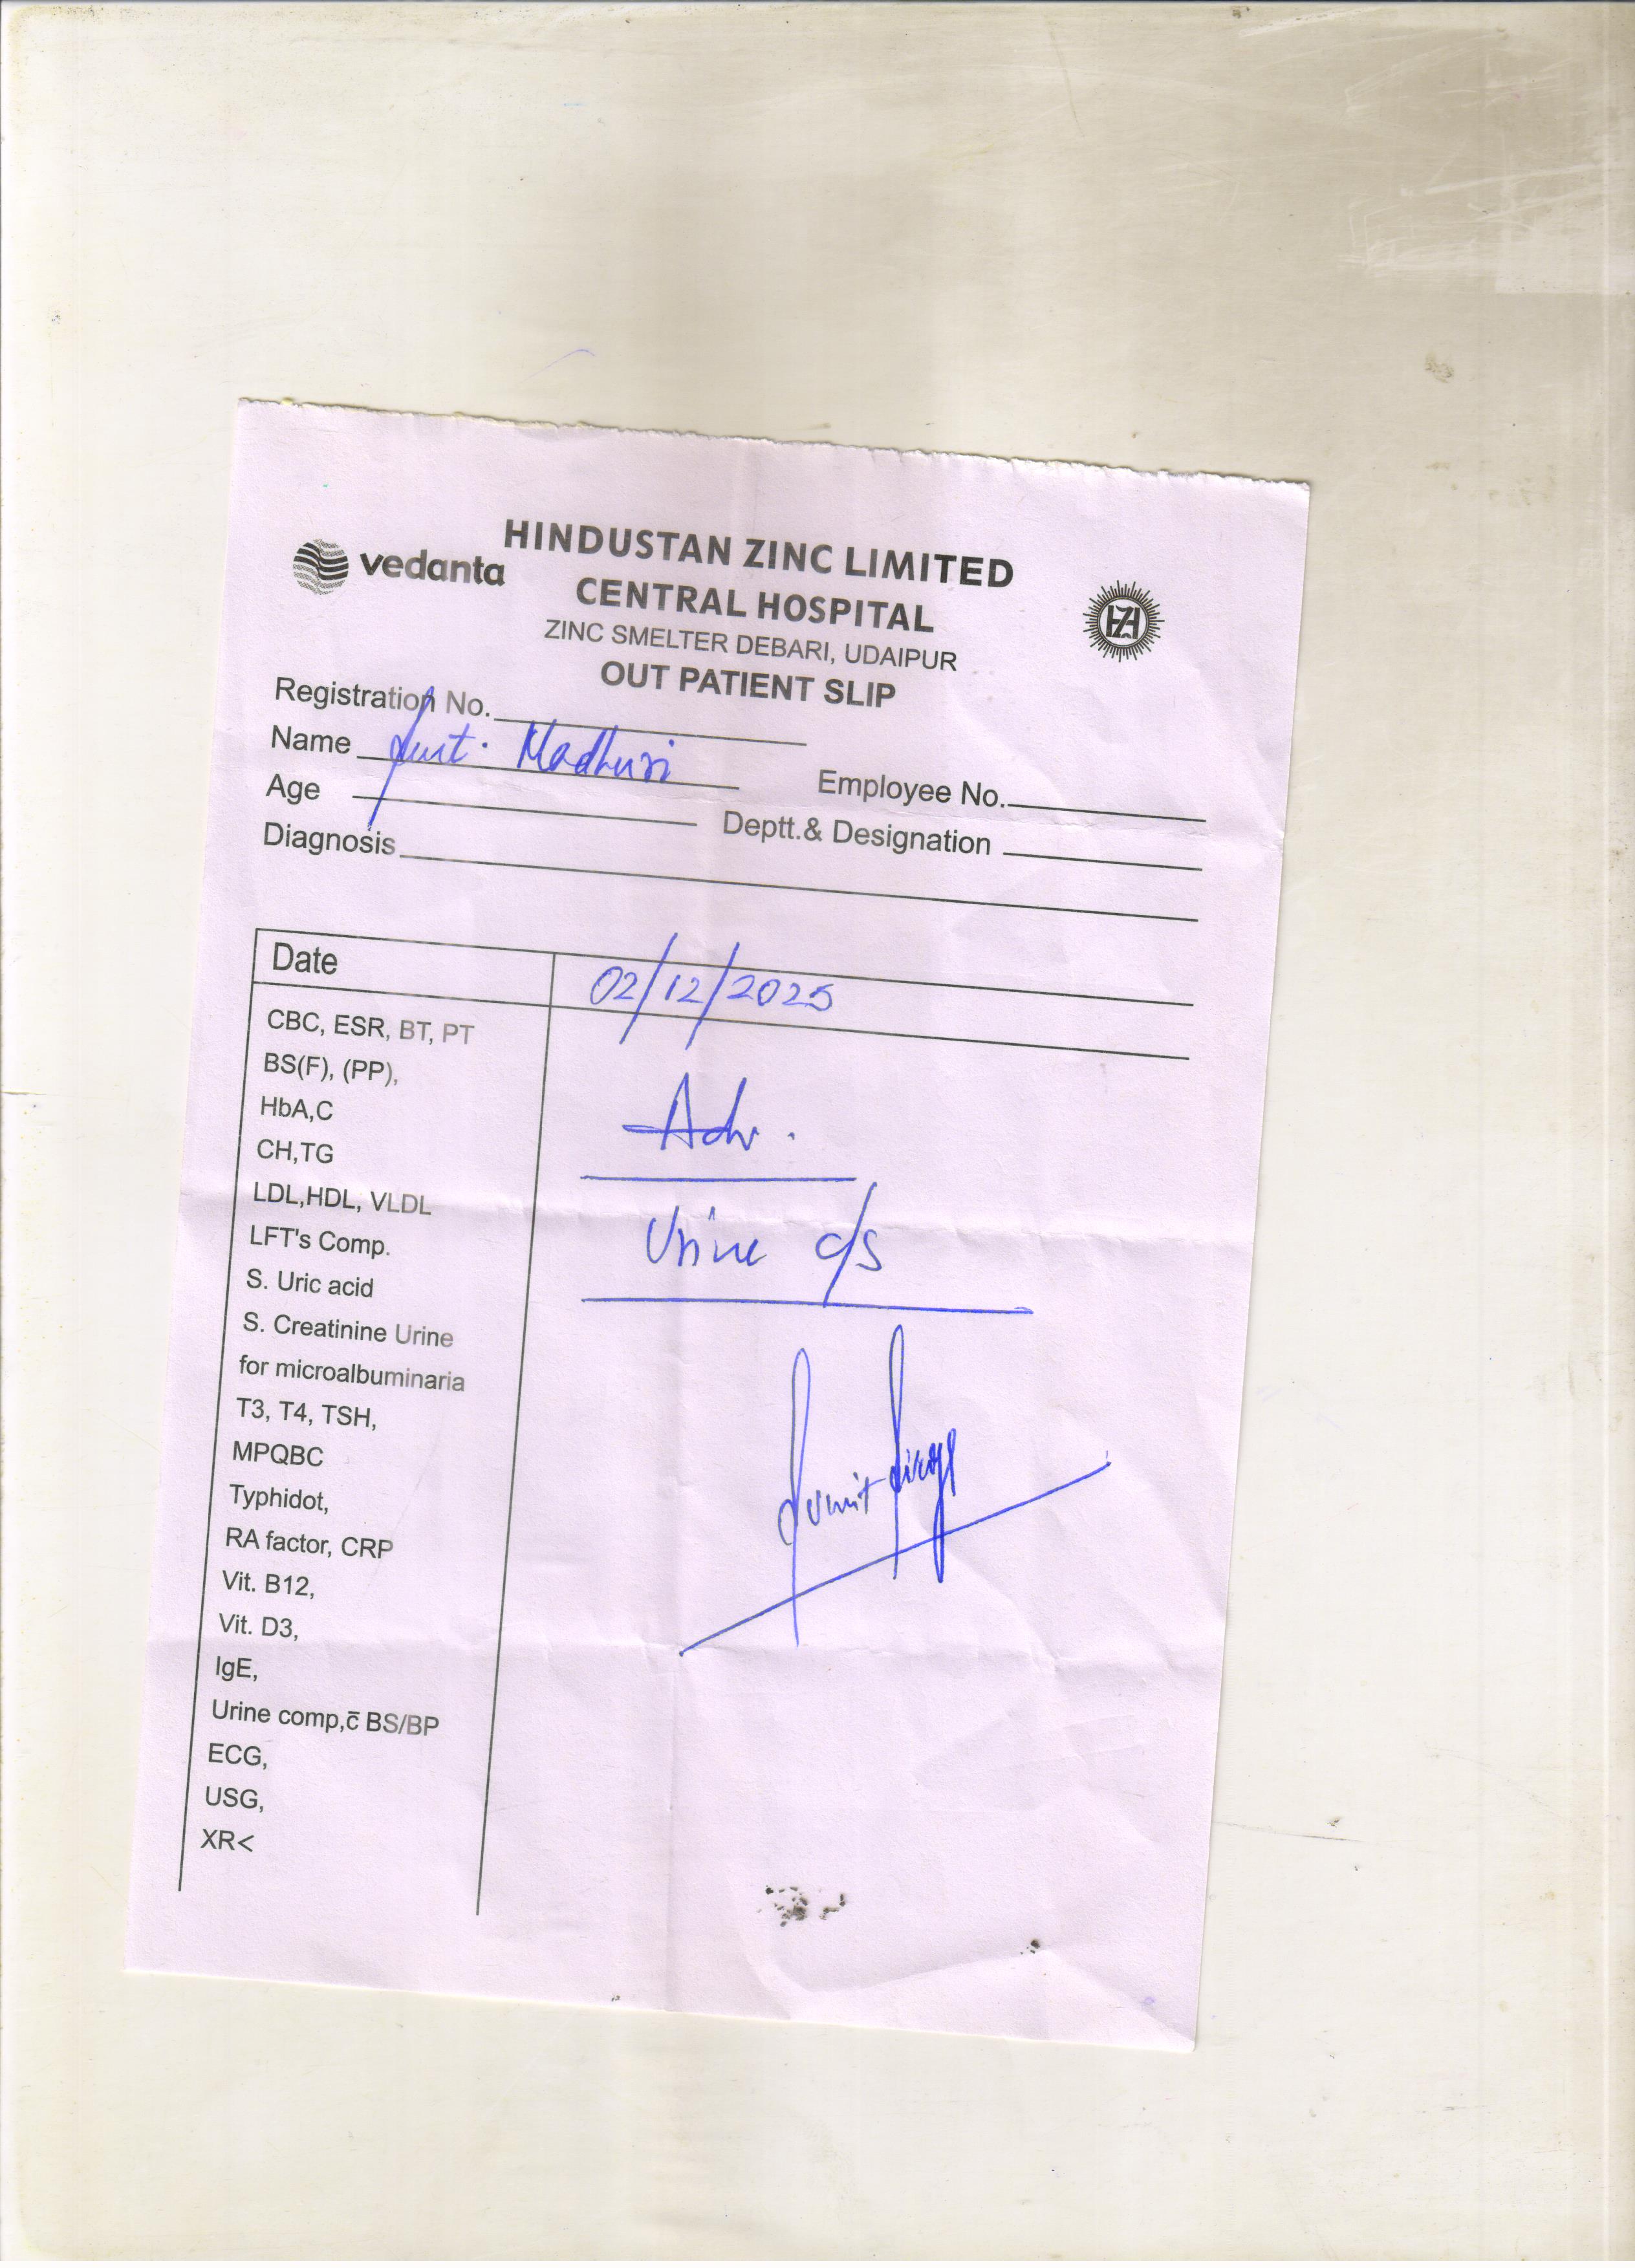 HINDUSTAN ZINC LIMITED
vedanta
CENTRAL HOSPITAL
ZINC SMELTER DEBARI, UDAIPUR
OUT PATIENT SLIP
Registration No.
Name Smt. Madhuri
Employee No.
Age
Deptt.& Designation
Diagnosis
Date 02/12/2025
CBC, ESR, BT, PT
BS(F), (PP),
HbA,C
Adv.
CH,TG
LDL,HDL, VLDL
Urine c/s
LFT's Comp.
S. Uric acid
S. Creatinine Urine
for microalbuminaria
T3, T4, TSH,
MPQBC
Typhidot,
RA factor, CRP
Vit. B12,
Vit. D3,
IgE,
Urine comp,c̄ BS/BP
ECG,
USG,
XR<